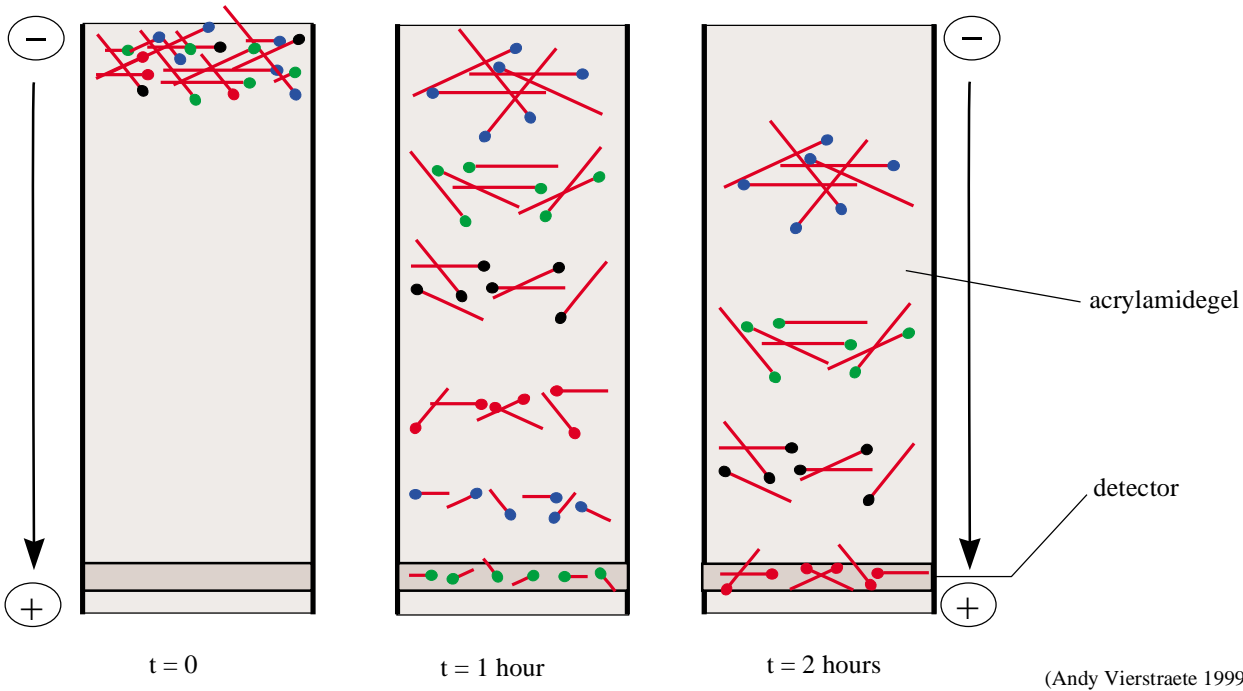 −
−
acrylamidegel
detector
+
+
t = 0
t = 1 hour
t = 2 hours
(Andy Vierstraete 1999